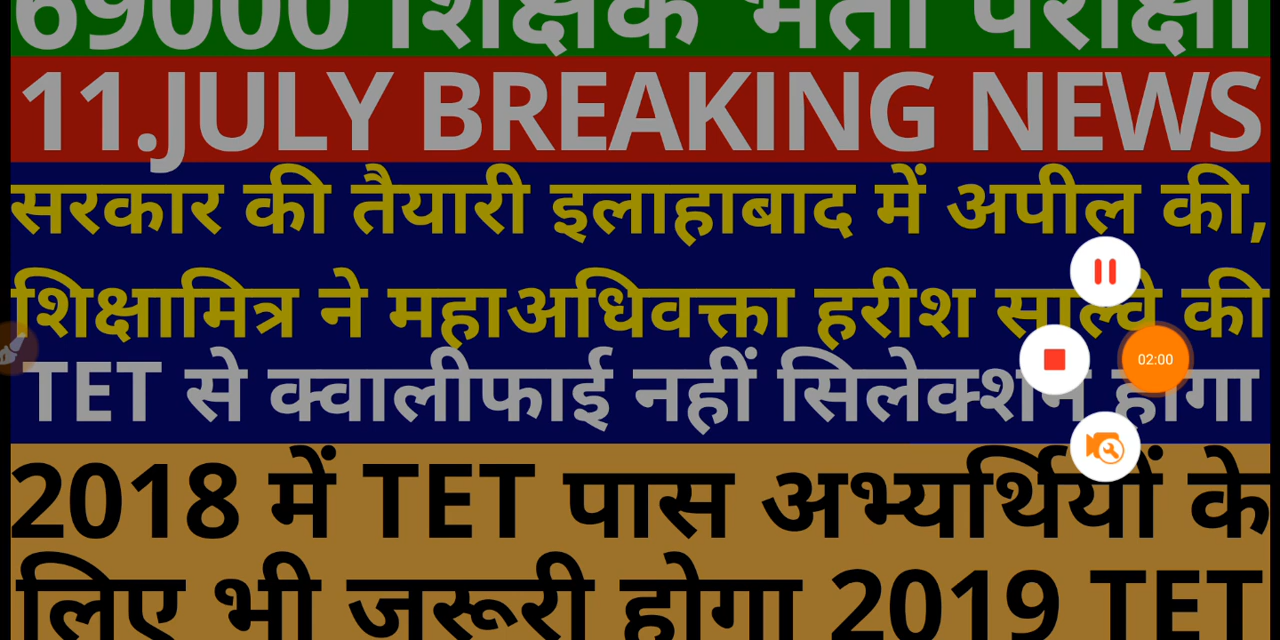 69000 शिक्षक भर्ती परीक्षा
11.JULY BREAKING NEWS
सरकार की तैयारी इलाहाबाद में अपील की,
शिक्षामित्र ने महाअधिवक्ता हरीश साल्वे की
TET से क्वालीफाई नहीं सिलेक्शन होगा
02:00
2018 में TET पास अभ्यर्थियों के
लिए भी जरूरी होगा 2019 TET